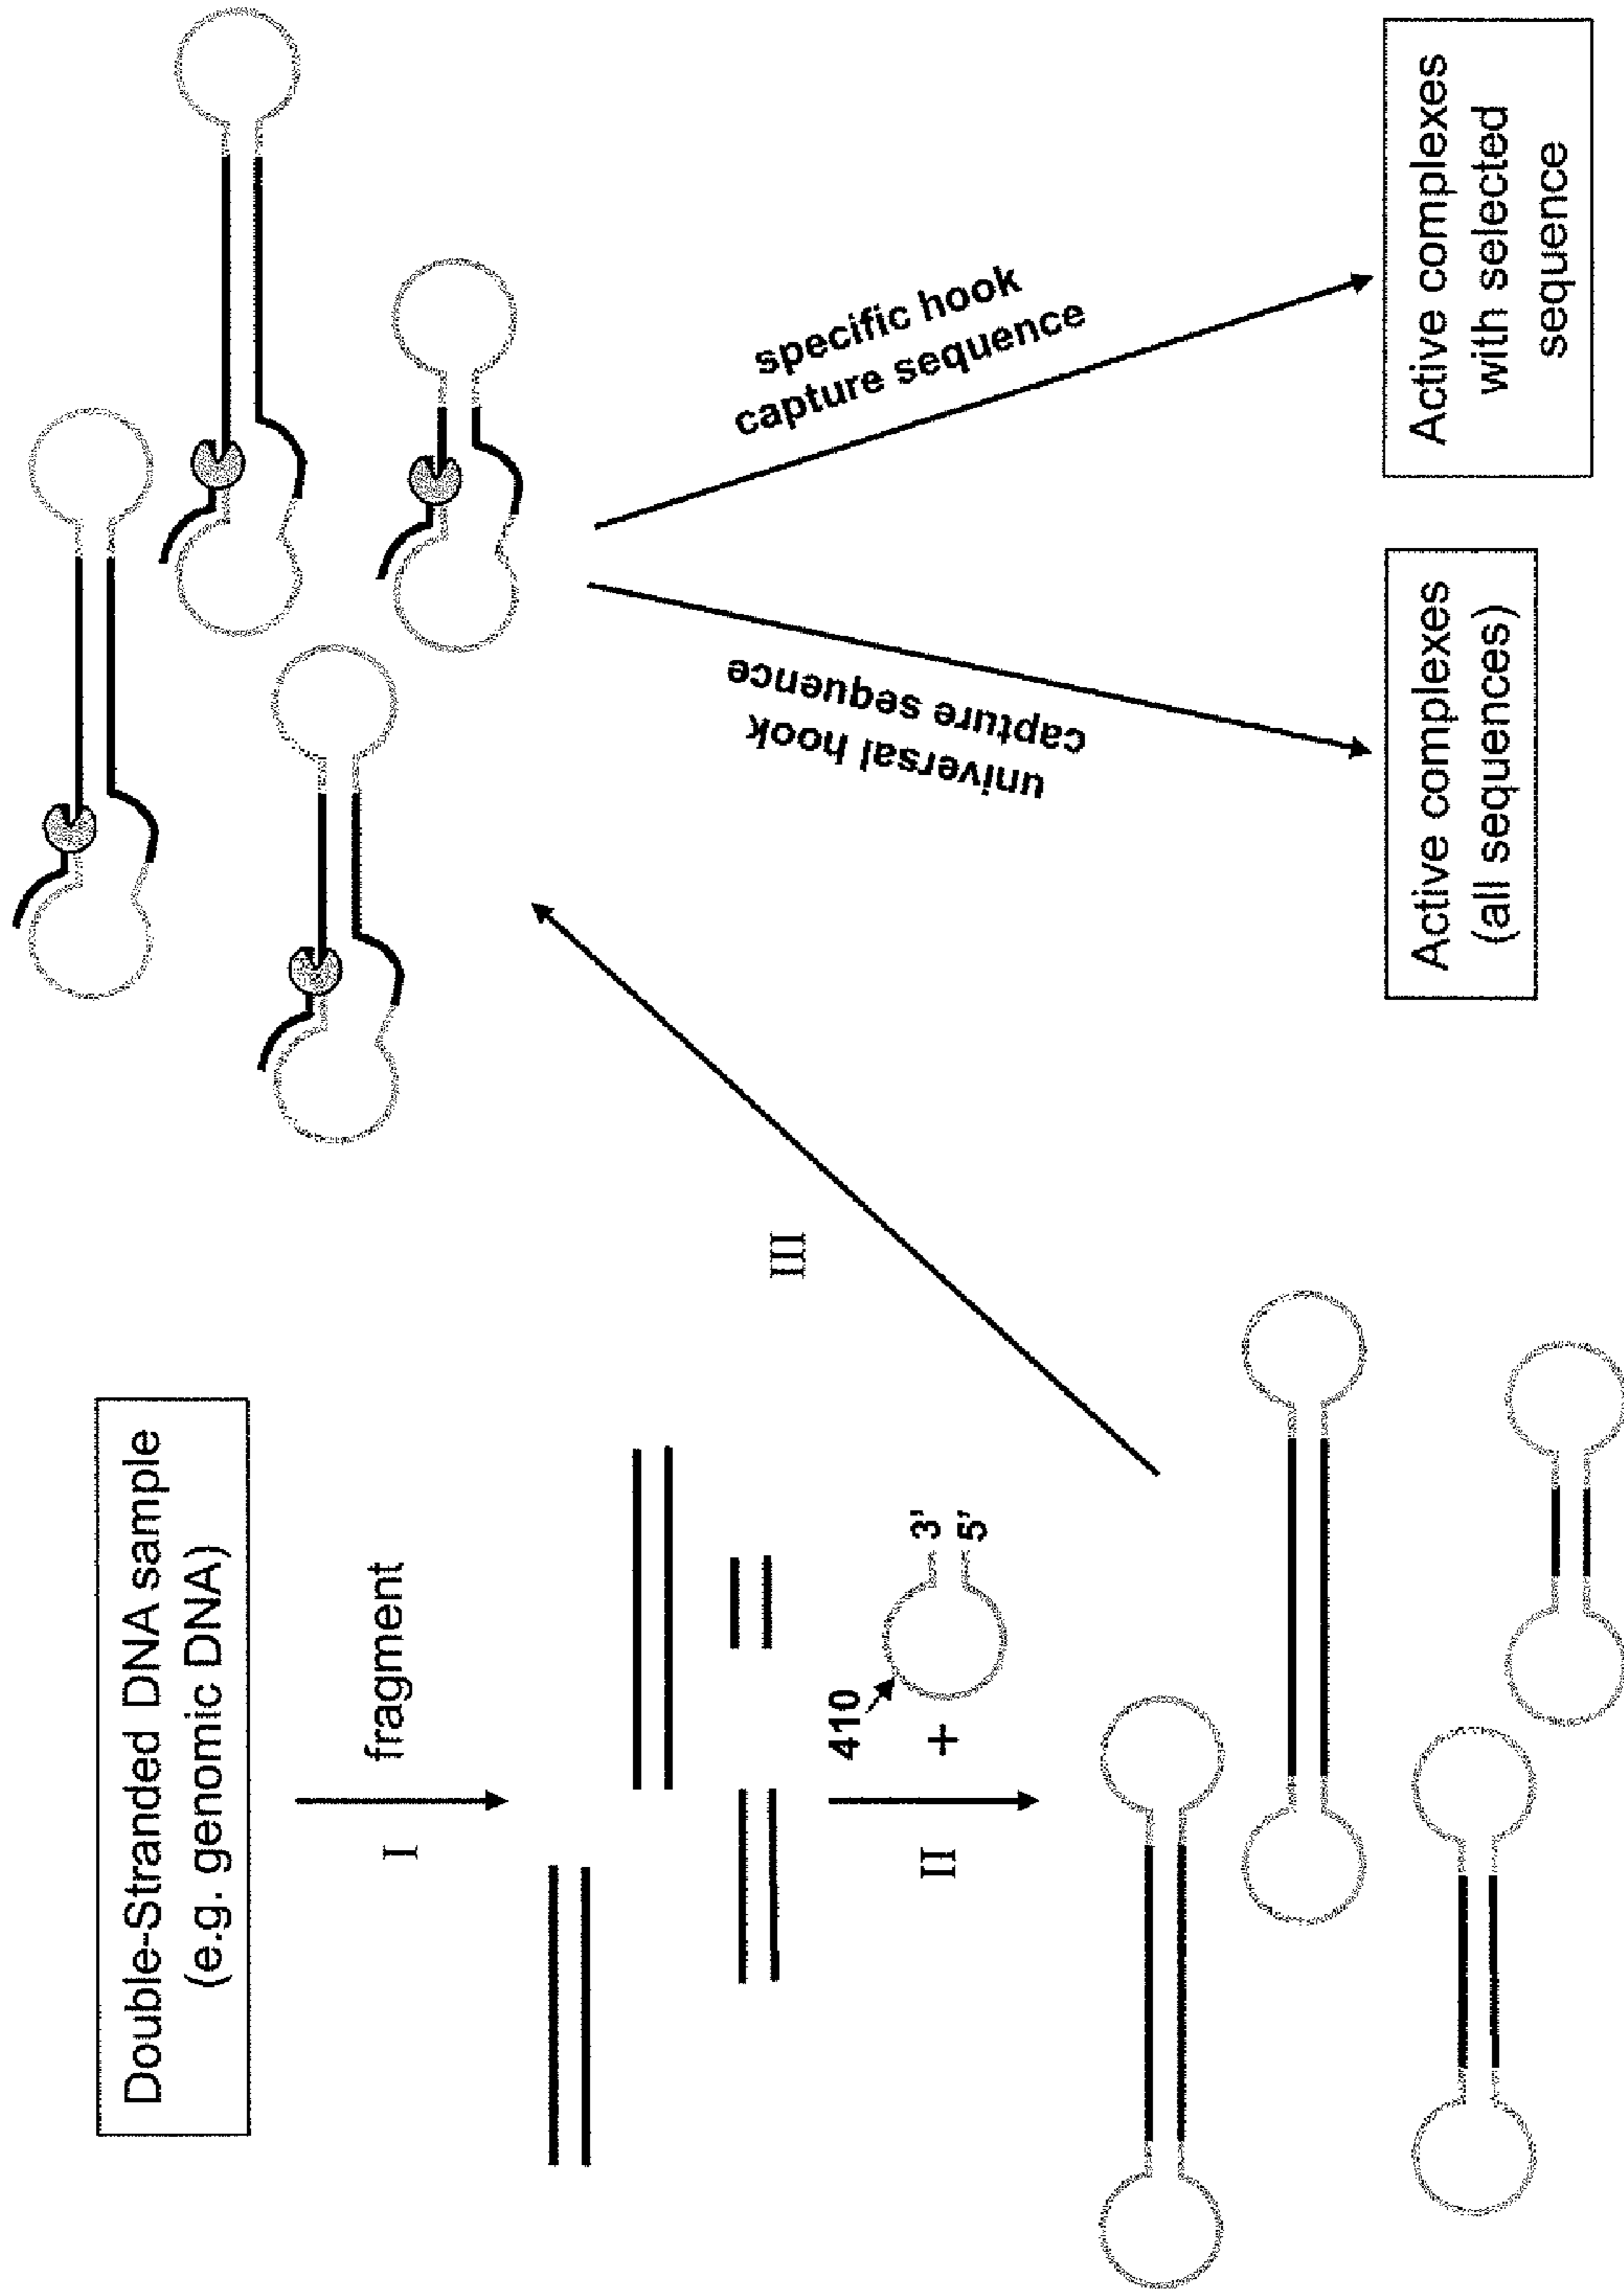 Double-Stranded DNA sample
(e.g. genomic DNA)
I
fragment
410
+
3'
5'
II
III
universal hook
capture sequence
specific hook
capture sequence
Active complexes
(all sequences)
Active complexes
with selected
sequence